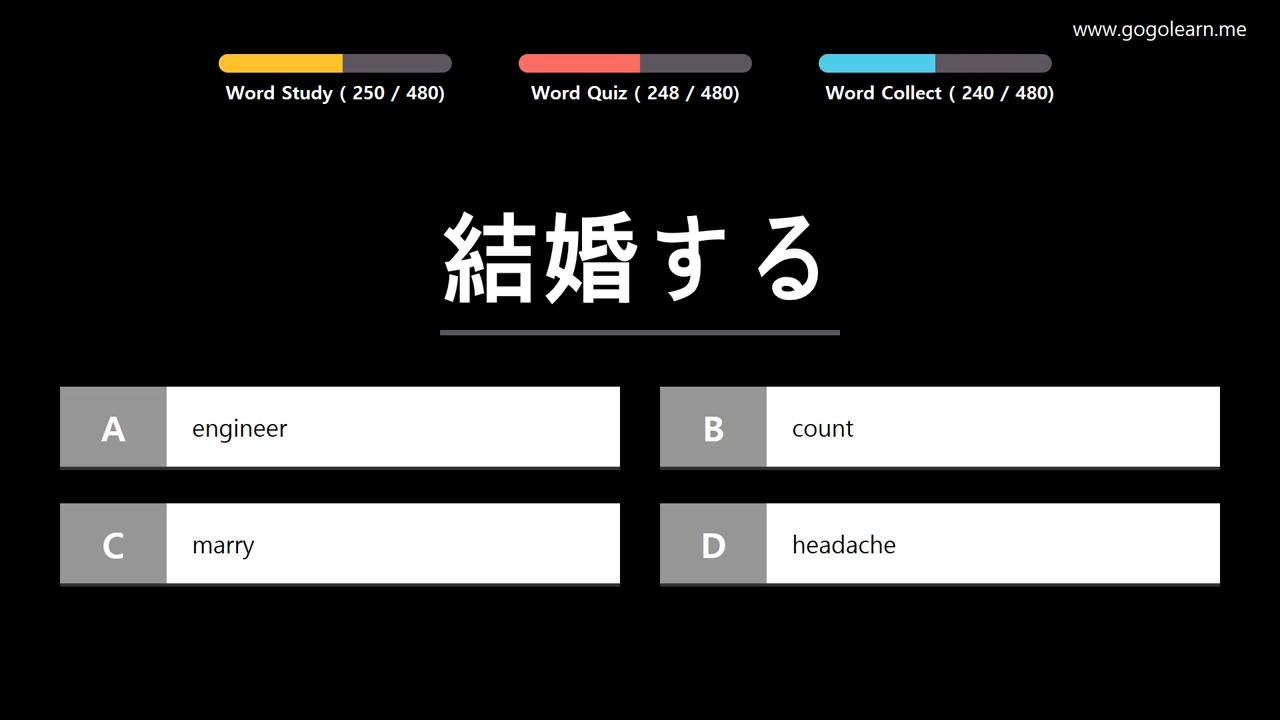 www.gogolearn.me
Word Study ( 250 / 480)
Word Quiz ( 248 / 480)
Word Collect ( 240 / 480)
結婚する
A engineer
B count
C marry
D headache